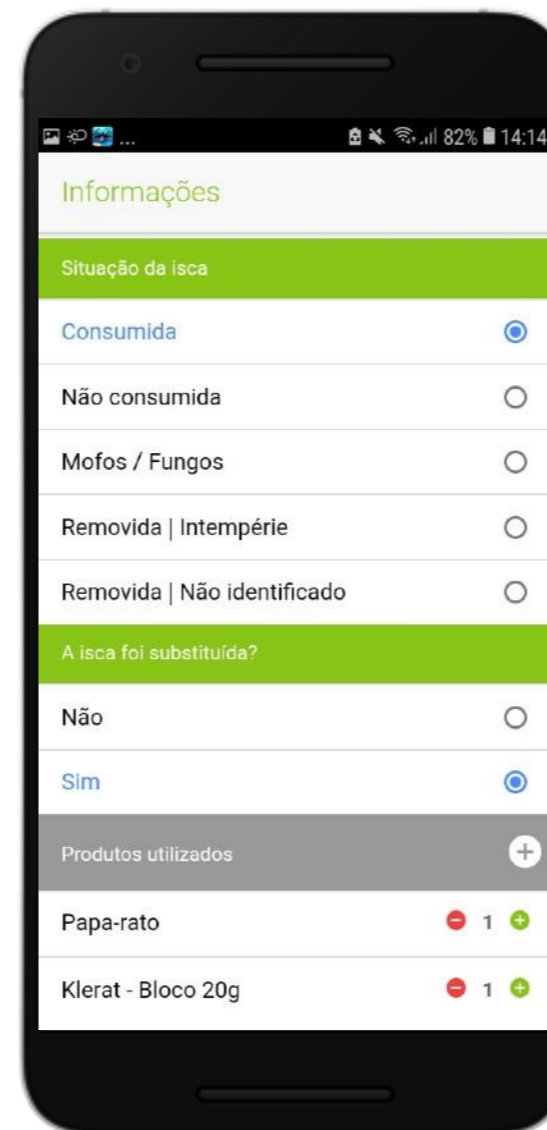 ... 82% 14:14
Informações
Situação da isca
Consumida
Não consumida
Mofos / Fungos
Removida | Intempérie
Removida | Não identificado
A isca foi substituída?
Não
Sim
Produtos utilizados
Papa-rato 1
Klerat - Bloco 20g 1